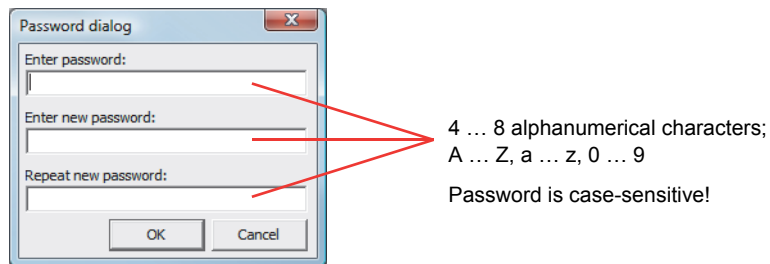 Password dialog
Enter password:
Enter new password:
Repeat new password:
OK Cancel
4 … 8 alphanumerical characters;
A … Z, a … z, 0 … 9
Password is case-sensitive!